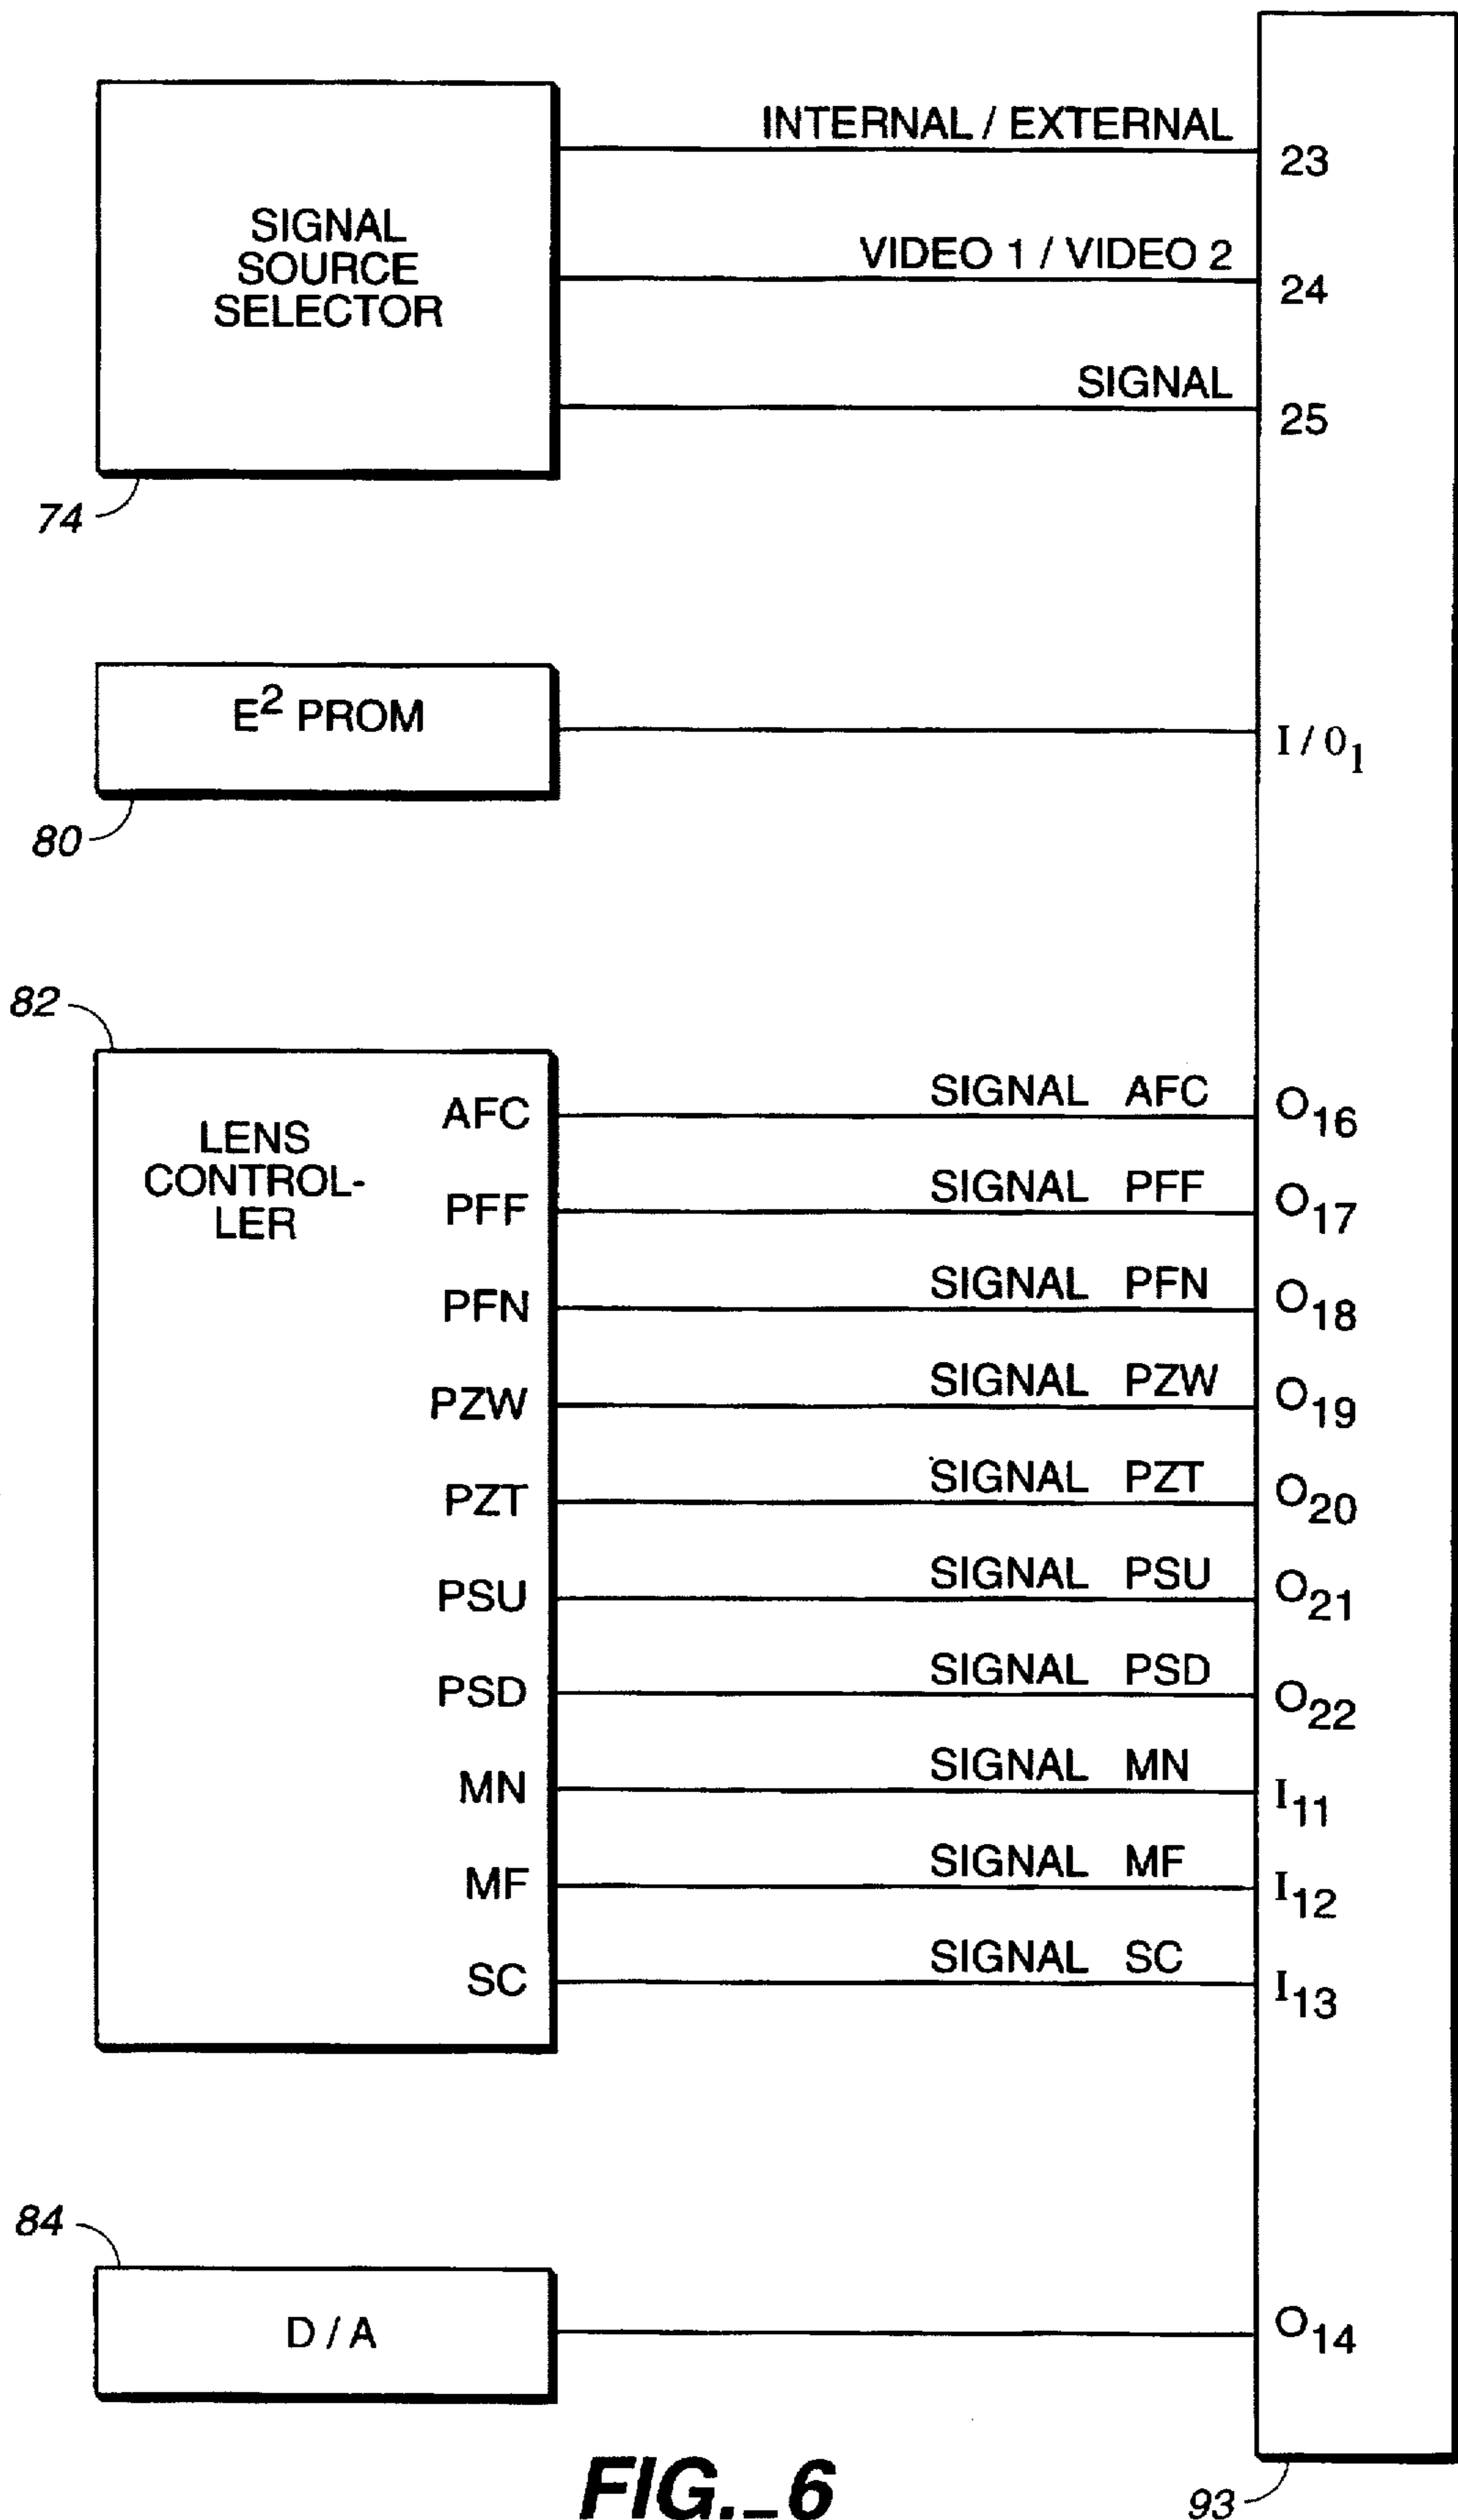 INTERNAL / EXTERNAL
23
SIGNAL
SOURCE
SELECTOR
VIDEO 1 / VIDEO 2
24
SIGNAL
25
74
E² PROM
I / 0₁
80
82
LENS
CONTROL-
LER
AFC SIGNAL AFC O₁₆
PFF SIGNAL PFF O₁₇
PFN SIGNAL PFN O₁₈
PZW SIGNAL PZW O₁₉
PZT SIGNAL PZT O₂₀
PSU SIGNAL PSU O₂₁
PSD SIGNAL PSD O₂₂
MN SIGNAL MN I₁₁
MF SIGNAL MF I₁₂
SC SIGNAL SC I₁₃
84
D / A
O₁₄
FIG._6
93